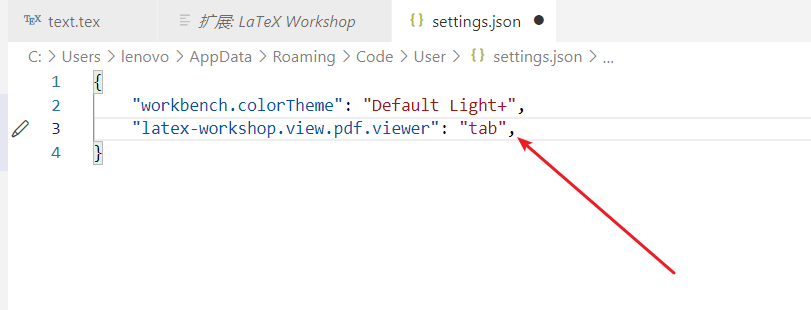 TEX text.tex 扩展: LaTeX Workshop {} settings.json ●
C: > Users > lenovo > AppData > Roaming > Code > User > {} settings.json > ...
1 {
2 "workbench.colorTheme": "Default Light+",
3 "latex-workshop.view.pdf.viewer": "tab",
4 }